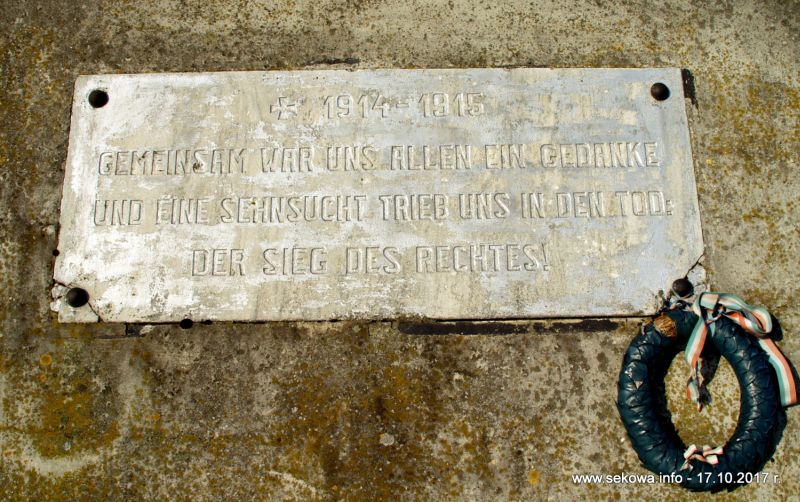 ✠ 1914-1915
GEMEINSAM WAR UNS ALLEN EIN GEDANKE
UND EINE SEHNSUCHT TRIEB UNS IN DEN TOD:
DER SIEG DES RECHTES!
www.sekowa.info - 17.10.2017 r.